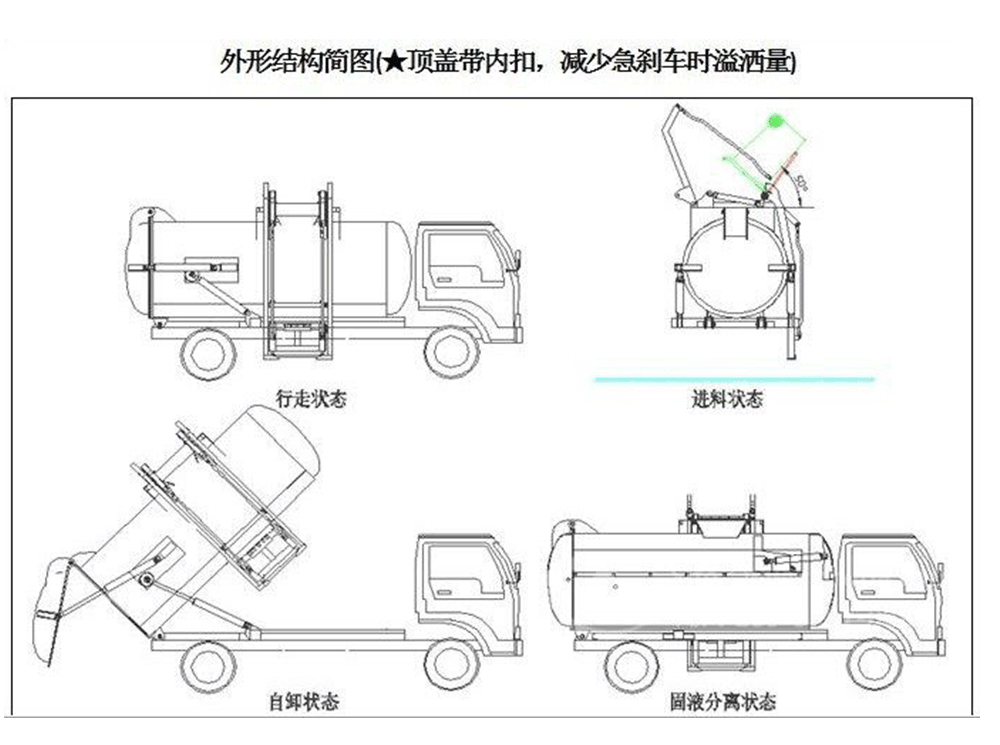 外形结构简图(★顶盖带内扣，减少急刹车时溢洒量)
50°
行走状态
进料状态
自卸状态
固液分离状态